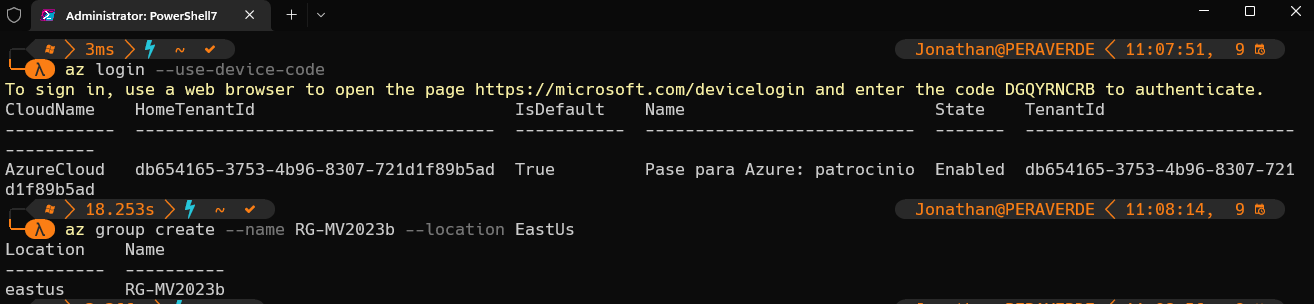 Administrator: PowerShell7
3ms ~ Jonathan@PERAVERDE 11:07:51, 9
λ az login --use-device-code
To sign in, use a web browser to open the page https://microsoft.com/devicelogin and enter the code DGQYRNCRB to authenticate.
CloudName HomeTenantId IsDefault Name State TenantId
----------- ------------------------------------ ----------- --------------------------- ------- ---------------------------
---------
AzureCloud db654165-3753-4b96-8307-721d1f89b5ad True Pase para Azure: patrocinio Enabled db654165-3753-4b96-8307-721
d1f89b5ad
18.253s ~ Jonathan@PERAVERDE 11:08:14, 9
λ az group create --name RG-MV2023b --location EastUs
Location Name
---------- ----------
eastus RG-MV2023b